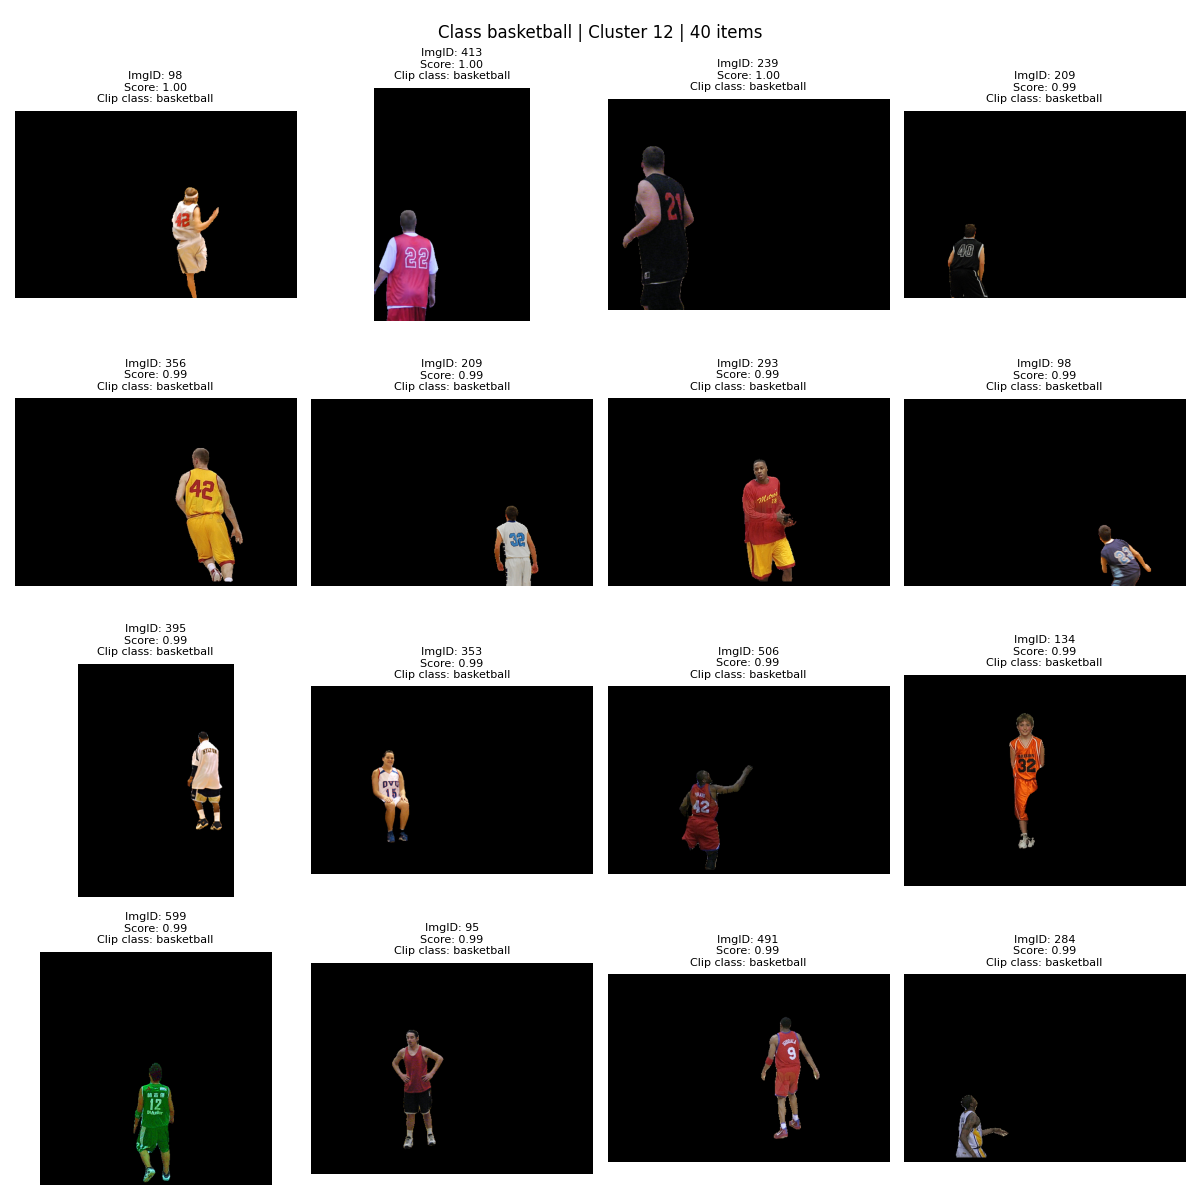 Class basketball | Cluster 12 | 40 items
ImgID: 98
Score: 1.00
Clip class: basketball
42
ImgID: 413
Score: 1.00
Clip class: basketball
22
ImgID: 239
Score: 1.00
Clip class: basketball
21
ImgID: 209
Score: 0.99
Clip class: basketball
40
ImgID: 356
Score: 0.99
Clip class: basketball
42
ImgID: 209
Score: 0.99
Clip class: basketball
32
ImgID: 293
Score: 0.99
Clip class: basketball
ImgID: 98
Score: 0.99
Clip class: basketball
ImgID: 395
Score: 0.99
Clip class: basketball
ImgID: 353
Score: 0.99
Clip class: basketball
DVU
15
ImgID: 506
Score: 0.99
Clip class: basketball
42
ImgID: 134
Score: 0.99
Clip class: basketball
32
ImgID: 599
Score: 0.99
Clip class: basketball
12
ImgID: 95
Score: 0.99
Clip class: basketball
ImgID: 491
Score: 0.99
Clip class: basketball
9
ImgID: 284
Score: 0.99
Clip class: basketball